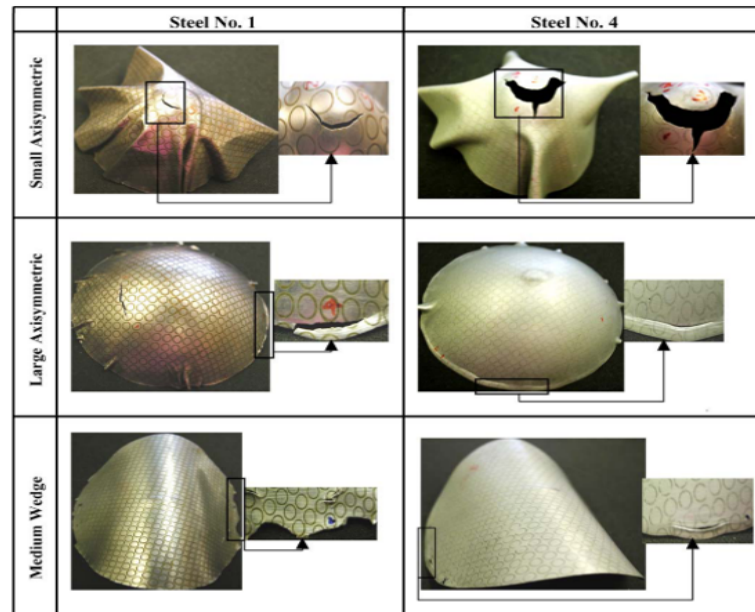 Steel No. 1
Steel No. 4
Small Axisymmetric
Large Axisymmetric
Medium Wedge